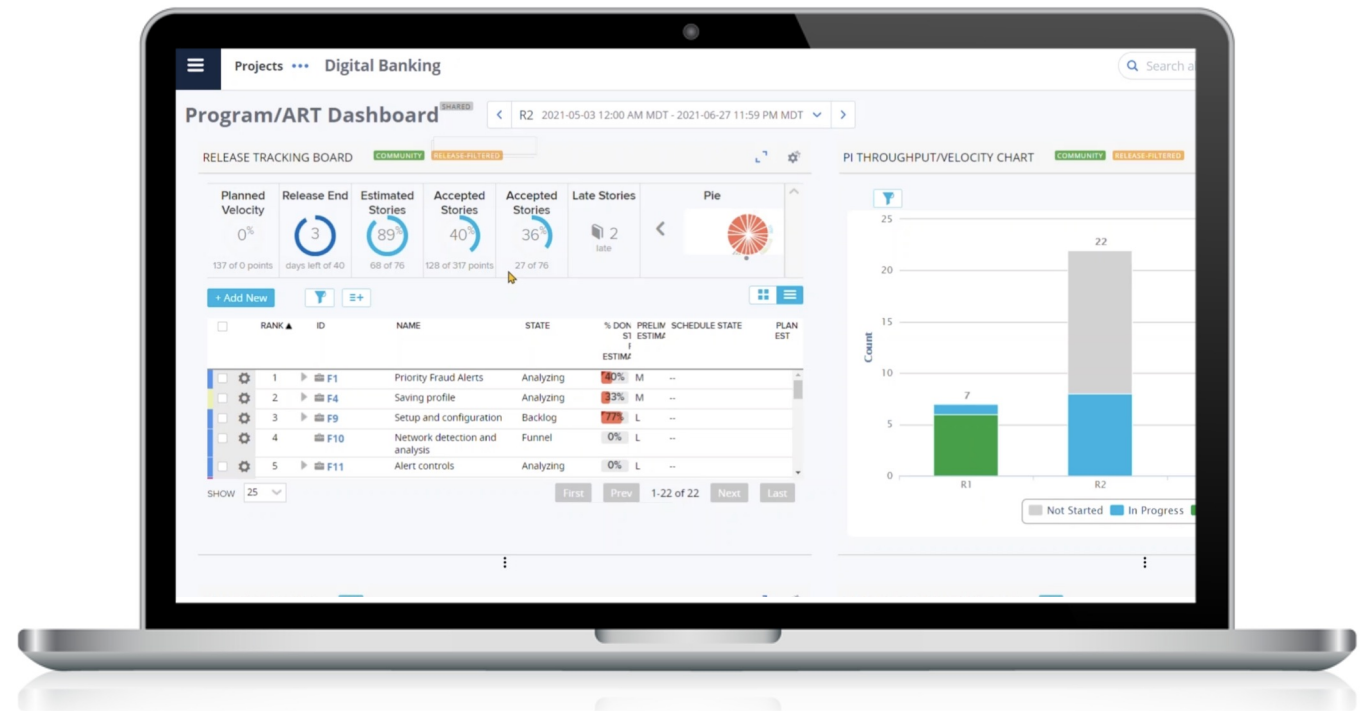 Projects ••• Digital Banking
Search a
Program/ART Dashboard SHARED
R2 2021-05-03 12:00 AM MDT - 2021-06-27 11:59 PM MDT
RELEASE TRACKING BOARD COMMUNITY RELEASE-FILTERED
Planned Velocity
0%
137 of 0 points
Release End
3
days left of 40
Estimated Stories
89%
68 of 76
Accepted Stories
40%
128 of 317 points
Accepted Stories
36%
27 of 76
Late Stories
2
late
Pie
+ Add New
RANK ▲ ID NAME STATE % DON ST F ESTIMA PRELIM ESTIMA SCHEDULE STATE PLAN EST
1 F1 Priority Fraud Alerts Analyzing 40% M --
2 F4 Saving profile Analyzing 33% M --
3 F9 Setup and configuration Backlog 77% L --
4 F10 Network detection and analysis Funnel 0% L --
5 F11 Alert controls Analyzing 0% L --
SHOW 25 First Prev 1-22 of 22 Next Last
PI THROUGHPUT/VELOCITY CHART COMMUNITY RELEASE-FILTERED
25
20
15
10
5
0
Count
7
22
R1 R2
Not Started In Progress